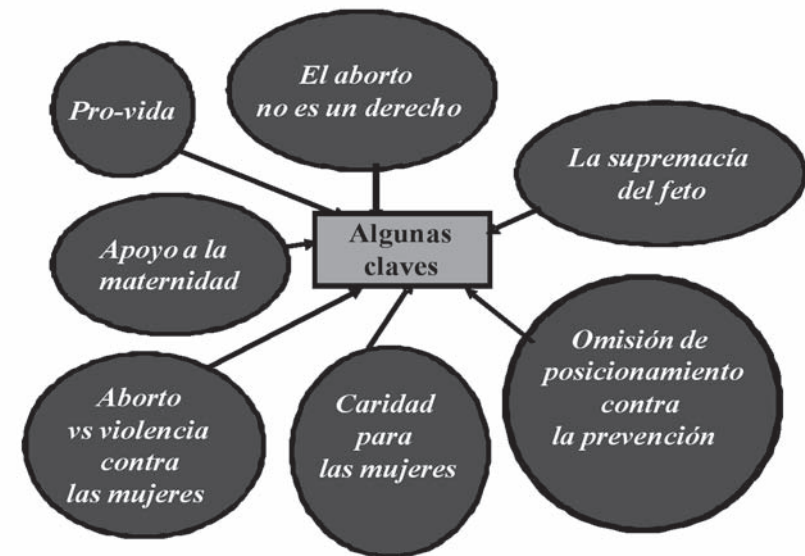 Pro-vida
El aborto
no es un derecho
La supremacía
del feto
Apoyo a la
maternidad
Algunas
claves
Aborto
vs violencia
contra
las mujeres
Caridad
para
las mujeres
Omisión de
posicionamiento
contra
la prevención